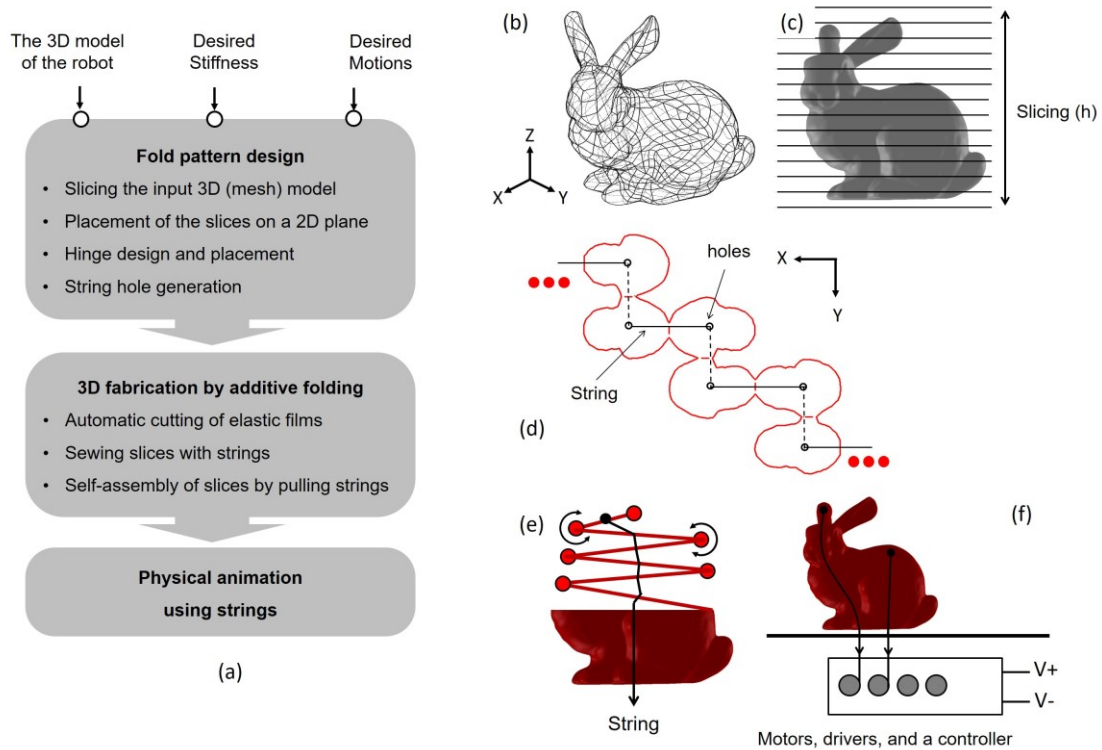 The 3D model
of the robot
Desired
Stiffness
Desired
Motions
Fold pattern design
• Slicing the input 3D (mesh) model
• Placement of the slices on a 2D plane
• Hinge design and placement
• String hole generation
3D fabrication by additive folding
• Automatic cutting of elastic films
• Sewing slices with strings
• Self-assembly of slices by pulling strings
Physical animation
using strings
(a)
(b)
Z
X
Y
(c)
Slicing (h)
holes
X
Y
String
(d)
(e)
String
(f)
V+
V-
Motors, drivers, and a controller